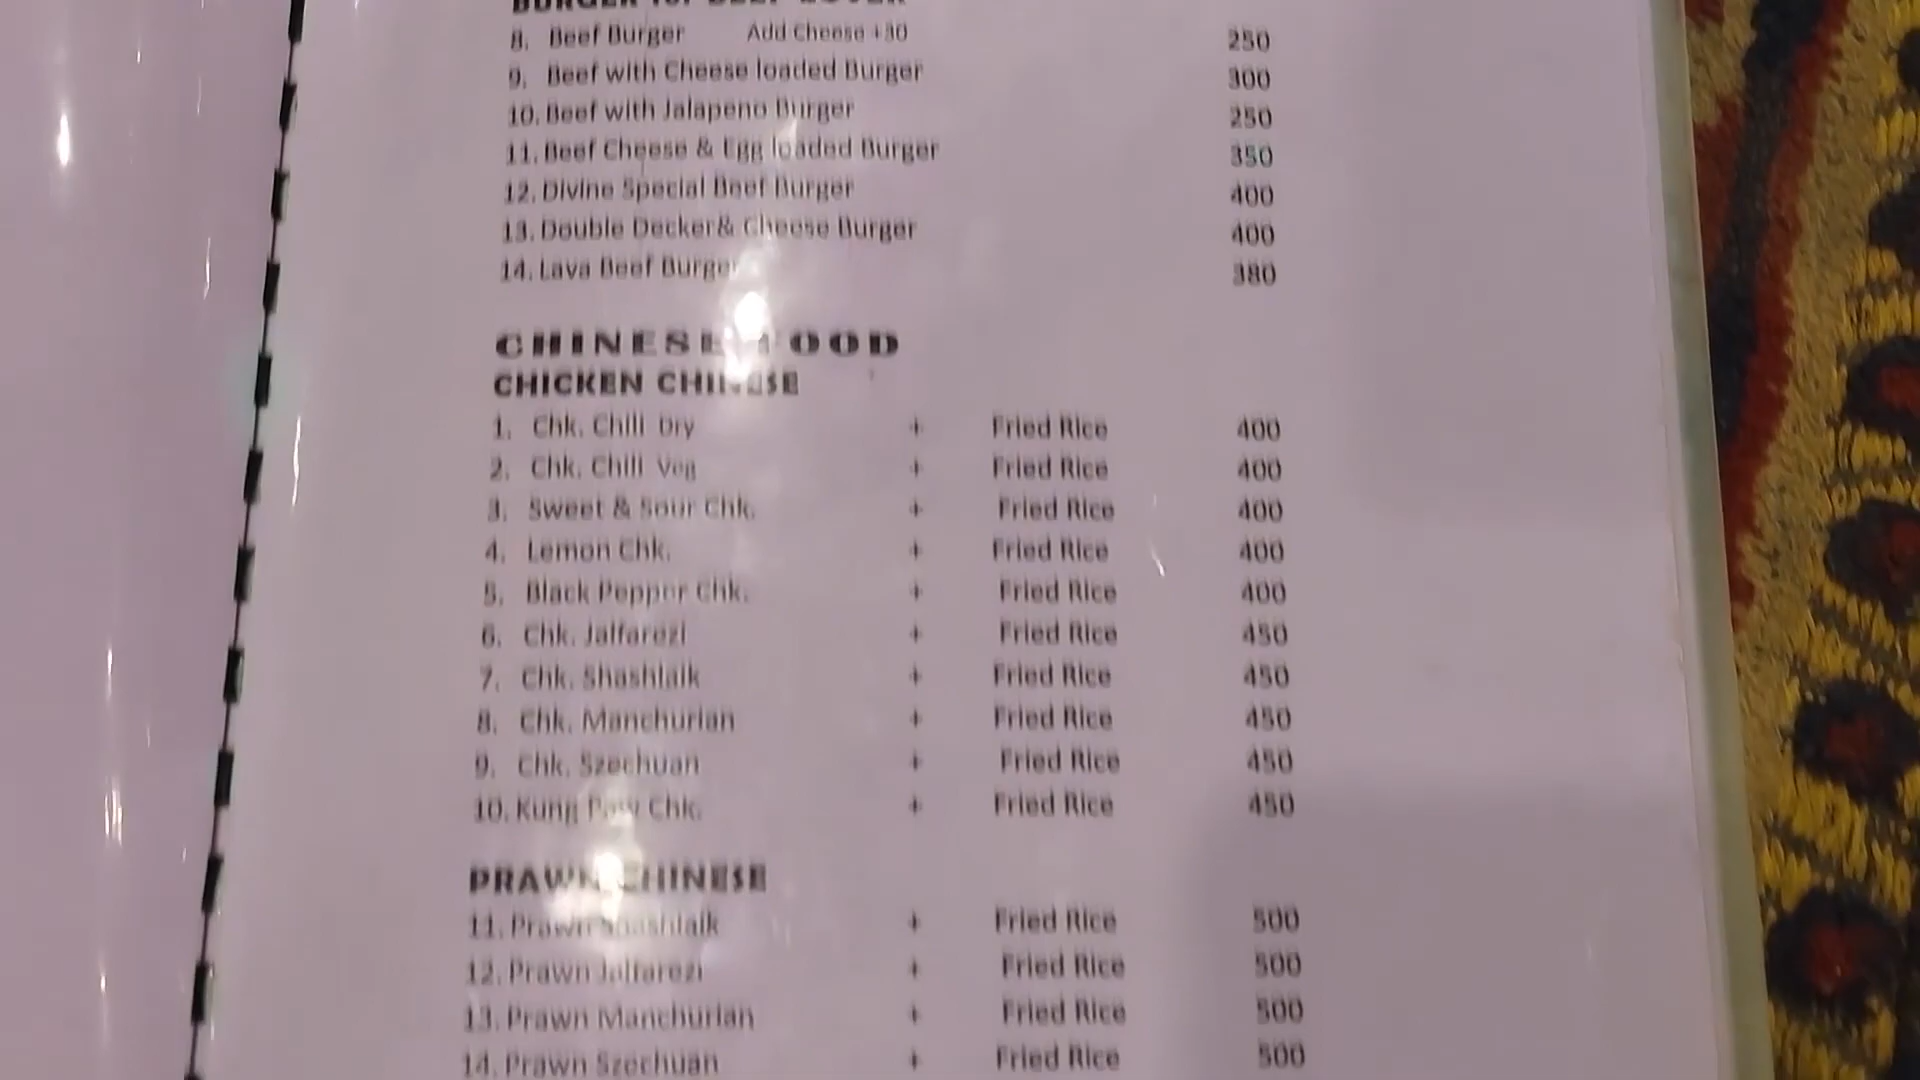 BURGER for BEEF LOVER
8. Beef Burger Add Cheese +30 250
9. Beef with Cheese loaded Burger 300
10. Beef with Jalapeno Burger 250
11. Beef Cheese & Egg loaded Burger 350
12. Divine Special Beef Burger 400
13. Double Decker& Cheese Burger 400
14. Lava Beef Burger 380
CHINESE FOOD
CHICKEN CHINESE
1. Chk. Chili Dry + Fried Rice 400
2. Chk. Chili Veg + Fried Rice 400
3. Sweet & Sour Chk. + Fried Rice 400
4. Lemon Chk. + Fried Rice 400
5. Black Pepper Chk. + Fried Rice 400
6. Chk. Jalfarezi + Fried Rice 450
7. Chk. Shashlaik + Fried Rice 450
8. Chk. Manchurian + Fried Rice 450
9. Chk. Szechuan + Fried Rice 450
10. Kung Paw Chk. + Fried Rice 450
PRAWN CHINESE
11. Prawn Shashlaik + Fried Rice 500
12. Prawn Jalfarezi + Fried Rice 500
13. Prawn Manchurian + Fried Rice 500
14. Prawn Szechuan + Fried Rice 500